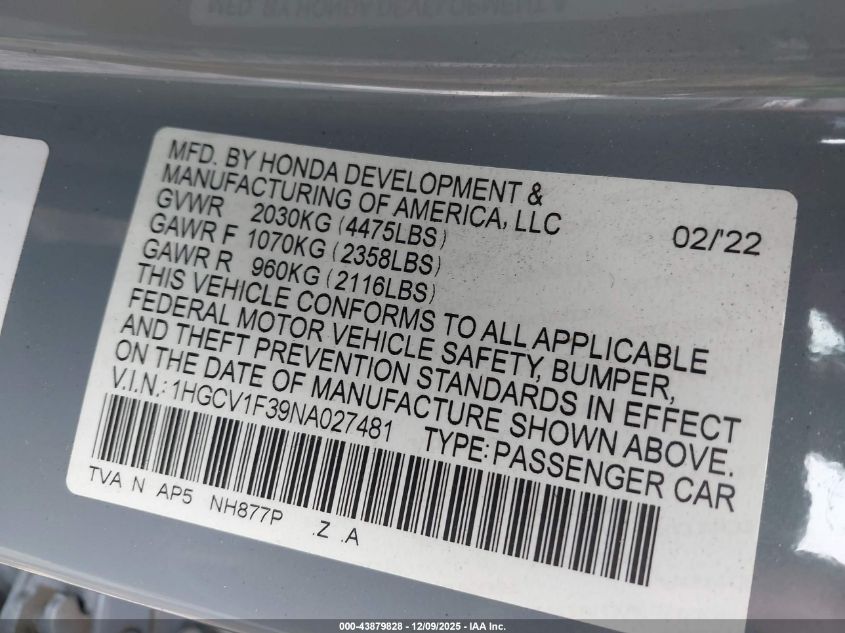 MFD. BY HONDA DEVELOPMENT &
MANUFACTURING OF AMERICA, LLC
02/'22
GVWR 2030KG (4475LBS)
GAWR F 1070KG (2358LBS)
GAWR R 960KG (2116LBS)
THIS VEHICLE CONFORMS TO ALL APPLICABLE
FEDERAL MOTOR VEHICLE SAFETY, BUMPER,
AND THEFT PREVENTION STANDARDS IN EFFECT
ON THE DATE OF MANUFACTURE SHOWN ABOVE.
V.I.N.: 1HGCV1F39NA027481 TYPE: PASSENGER CAR
TVA N AP5 NH877P .Z .A
000-43879828 - 12/09/2025 - IAA Inc.